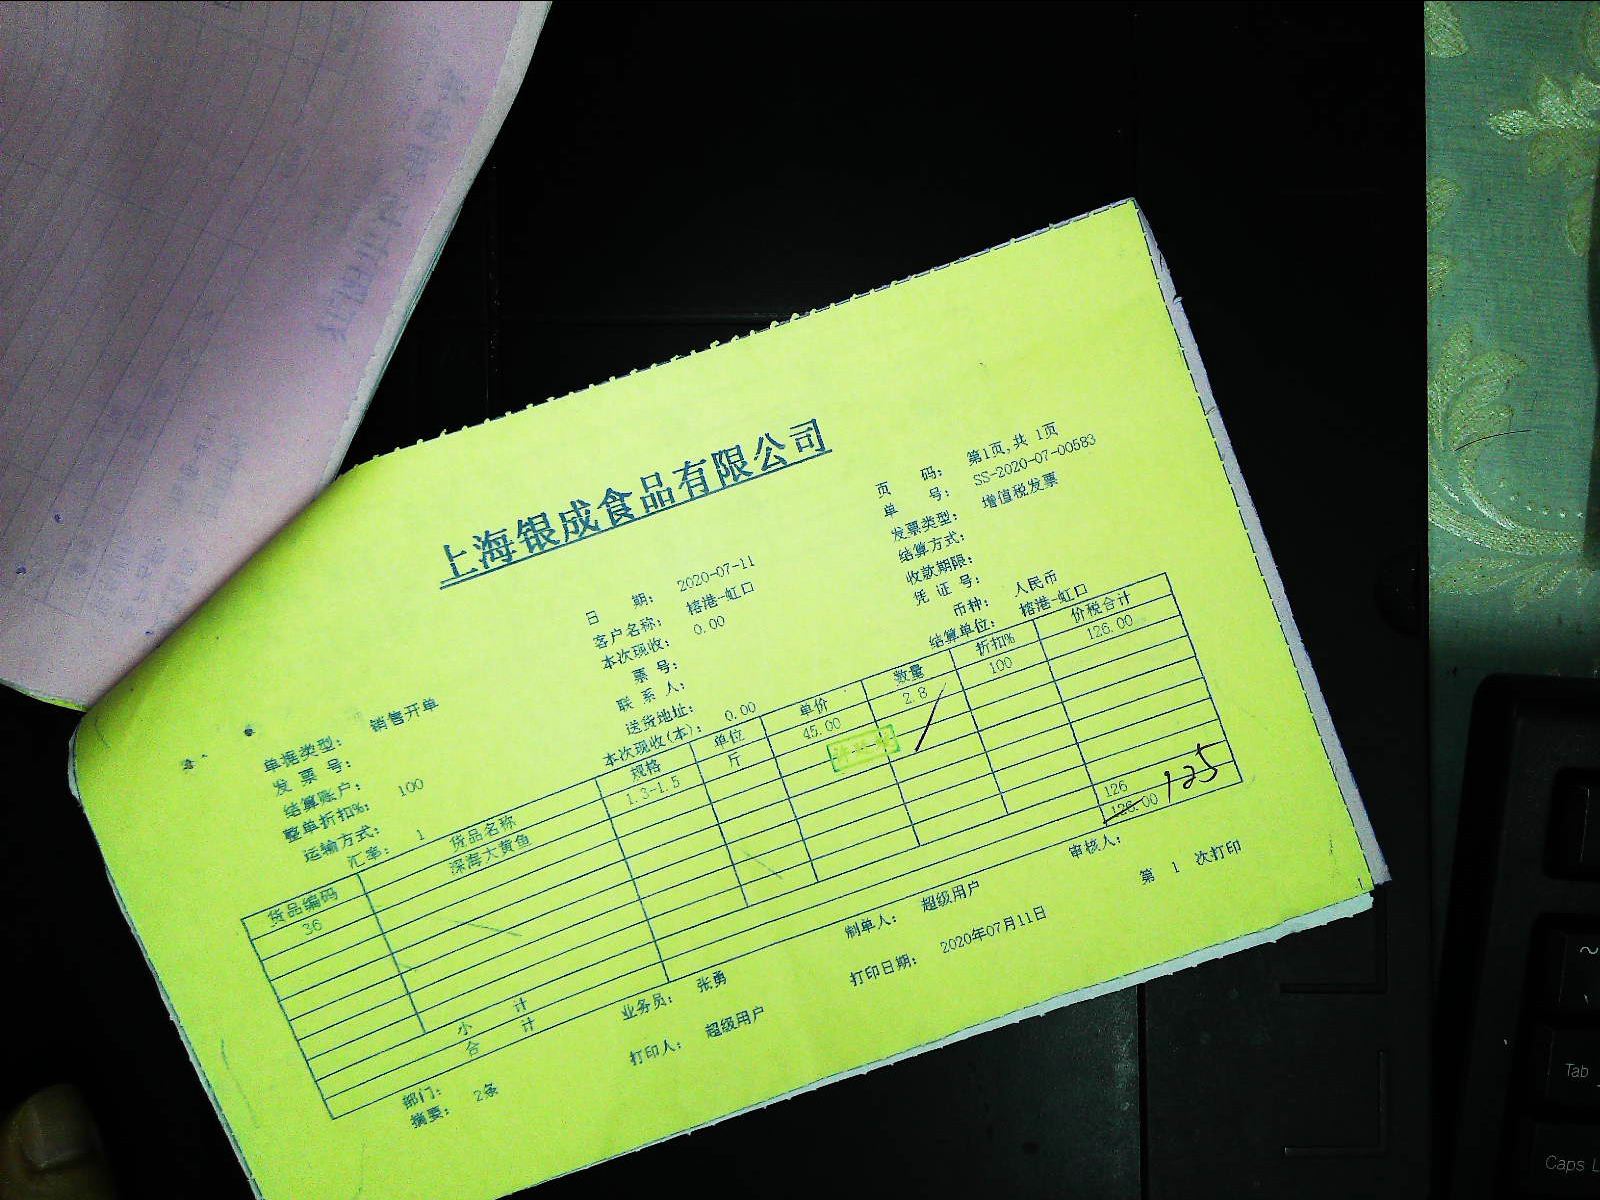 上海银成食品有限公司
页 码: 第1页,共 1页
单 号: SS-2020-07-00583
日 期: 2020-07-11 发票类型: 增值税发票
客户名称: 榕港-虹口 结算方式:
本次现收: 0.00 收款期限:
票 号: 凭 证 号:
单据类型: 销售开单 联 系 人: 币种: 人民币
发 票 号: 送货地址: 结算单位: 榕港-虹口
结算账户: 本次现收(本): 0.00
整单折扣%: 100
运输方式:
汇率: 1
货品编码 货品名称 规格 单位 单价 数量 折扣% 价税合计
36 深海大黄鱼 1.3-1.5 斤 45.00 2.8 100 126.00
小 计 126
合 计 126.00 125
部门: 业务员: 张勇 制单人: 超级用户 审核人:
摘要: 2条 打印人: 超级用户 打印日期: 2020年07月11日 第 1 次打印
Tab
Caps L